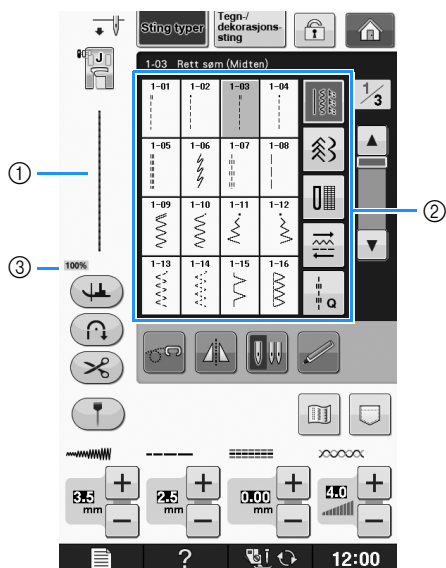 Sting typer
Tegn-/
dekorasjons-
sting
J
1-03 Rett søm (Midten)
1-01 1-02 1-03 1-04
1/3
1-05 1-06 1-07 1-08
①
1-09 1-10 1-11 1-12
②
③
100%
1-13 1-14 1-15 1-16
Q
3.5 mm
2.5 mm
0.00 mm
4.0
? 12:00